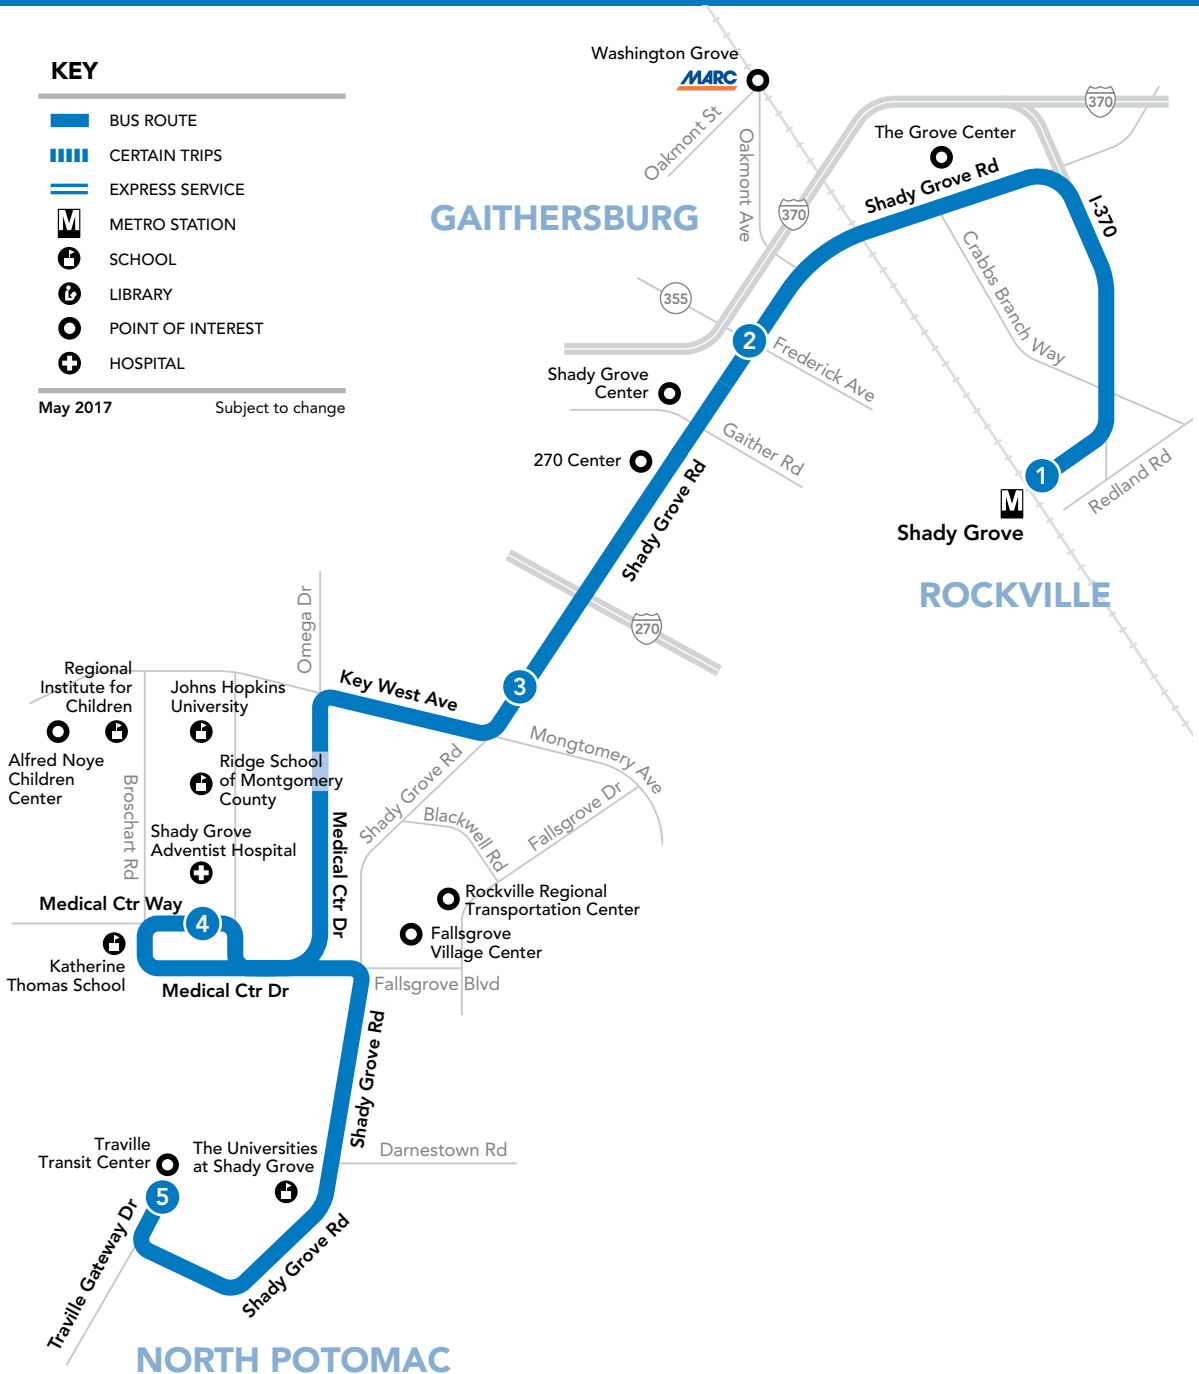 KEY
BUS ROUTE
CERTAIN TRIPS
EXPRESS SERVICE
M
METRO STATION
SCHOOL
LIBRARY
POINT OF INTEREST
HOSPITAL
May 2017
Subject to change
Washington Grove
MARC
Oakmont St
Oakmont Ave
370
The Grove Center
Shady Grove Rd
370
I-370
GAITHERSBURG
Crabbs Branch Way
355
2
Frederick Ave
Shady Grove
Center
Gaither Rd
270 Center
Shady Grove Rd
1
M
Redland Rd
Shady Grove
ROCKVILLE
270
Omega Dr
Key West Ave
3
Regional
Institute for
Children
Johns Hopkins
University
Alfred Noye
Children
Center
Ridge School
of Montgomery
County
Broschart Rd
Shady Grove Rd
Mongtomery Ave
Blackwell Rd
Fallsgrove Dr
Shady Grove
Adventist Hospital
Medical Ctr Dr
Medical Ctr Way
4
Rockville Regional
Transportation Center
Fallsgrove
Village Center
Katherine
Thomas School
Medical Ctr Dr
Fallsgrove Blvd
Shady Grove Rd
Darnestown Rd
Traville
Transit Center
The Universities
at Shady Grove
5
Traville Gateway Dr
Shady Grove Rd
NORTH POTOMAC